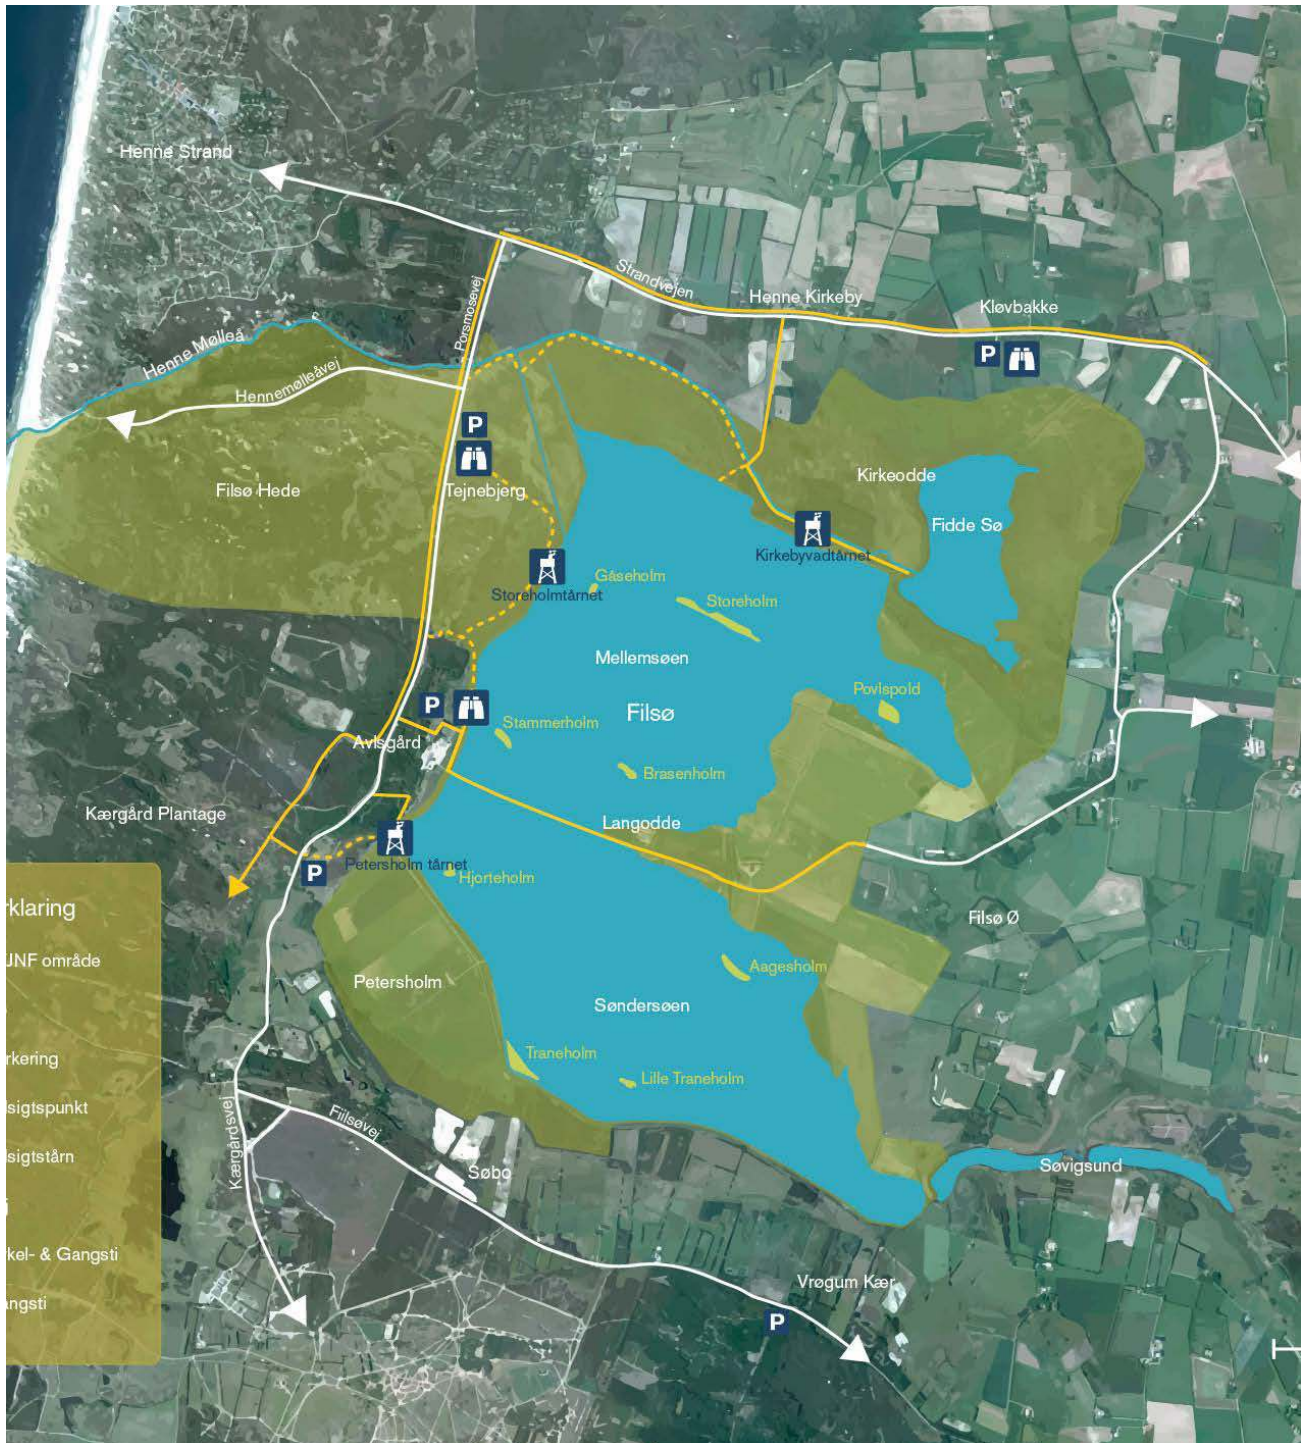 Henne Strand
Strandvejen
Henne Kirkeby
Kløvbakke
Porsmosevej
Henne Mølleå
Hennemølleåvej
P
P
Filsø Hede
Tejnebjerg
Kirkeodde
Fidde Sø
Kirkebyvadtårnet
Storeholmtårnet
Gåseholm
Storeholm
Mellemsøen
Filsø
Povlspold
P
Stammerholm
Avlsgård
Brasenholm
Kærgård Plantage
Langodde
Petersholm tårnet
P
Hjorteholm
rklaring
JNF område
rkering
sigtspunkt
sigtstårn
j
kel- & Gangsti
angsti
Filsø Ø
Petersholm
Aagesholm
Søndersøen
Traneholm
Lille Traneholm
Kærgårdsvej
Fiilsøvej
Søbo
Søvigsund
Vrøgum Kær
P